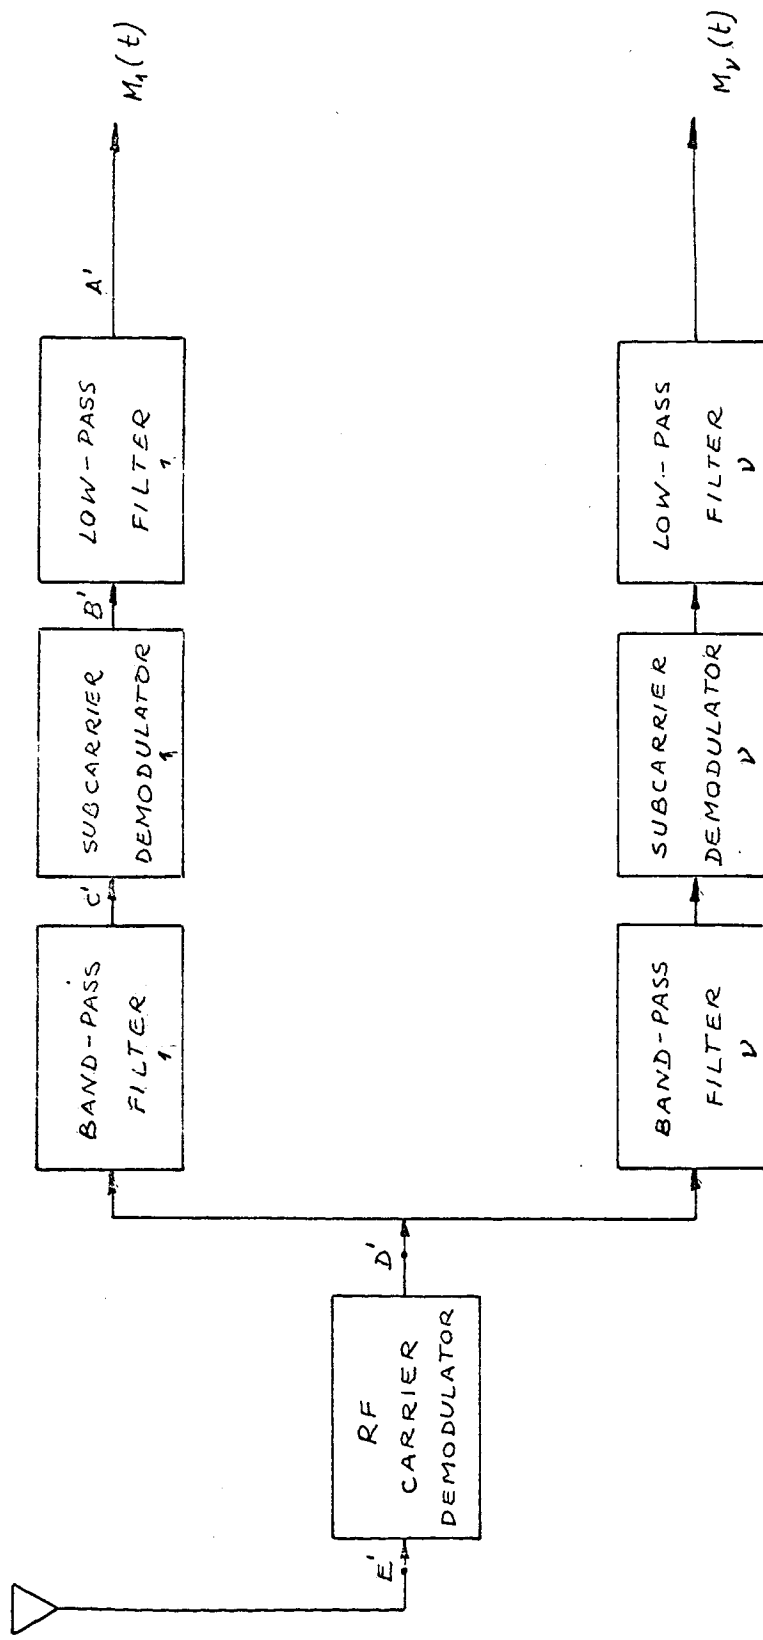 E'
RF
CARRIER
DEMODULATOR
D'
BAND-PASS
FILTER
1
C'
SUBCARRIER
DEMODULATOR
1
B'
LOW-PASS
FILTER
1
A'
M₁(t)
BAND-PASS
FILTER
ν
SUBCARRIER
DEMODULATOR
ν
LOW-PASS
FILTER
ν
Mν(t)